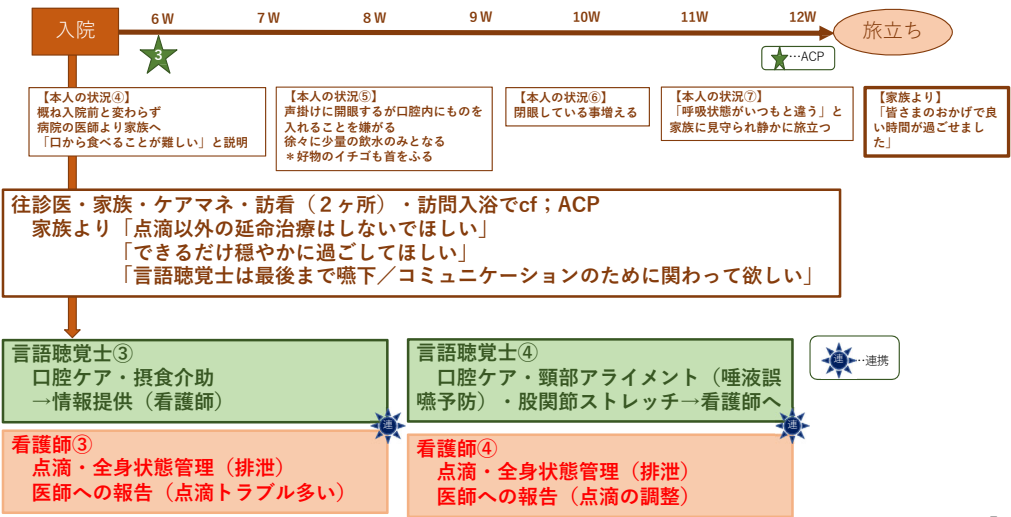 入院
6W
7W
8W
9W
10W
11W
12W
旅立ち
3
…ACP
【本人の状況④】
概ね入院前と変わらず
病院の医師より家族へ
「口から食べることが難しい」と説明
【本人の状況⑤】
声掛けに開眼するが口腔内にものを
入れることを嫌がる
徐々に少量の飲水のみとなる
＊好物のイチゴも首をふる
【本人の状況⑥】
閉眼している事増える
【本人の状況⑦】
「呼吸状態がいつもと違う」と
家族に見守られ静かに旅立つ
【家族より】
「皆さまのおかげで良
い時間が過ごせまし
た」
往診医・家族・ケアマネ・訪看（２ヶ所）・訪問入浴でcf；ACP
家族より「点滴以外の延命治療はしないでほしい」
「できるだけ穏やかに過ごしてほしい」
「言語聴覚士は最後まで嚥下／コミュニケーションのために関わって欲しい」
言語聴覚士③
口腔ケア・摂食介助
→情報提供（看護師）
言語聴覚士④
口腔ケア・頸部アライメント（唾液誤
嚥予防）・股関節ストレッチ→看護師へ
連…連携
連
連
看護師③
点滴・全身状態管理（排泄）
医師への報告（点滴トラブル多い）
看護師④
点滴・全身状態管理（排泄）
医師への報告（点滴の調整）